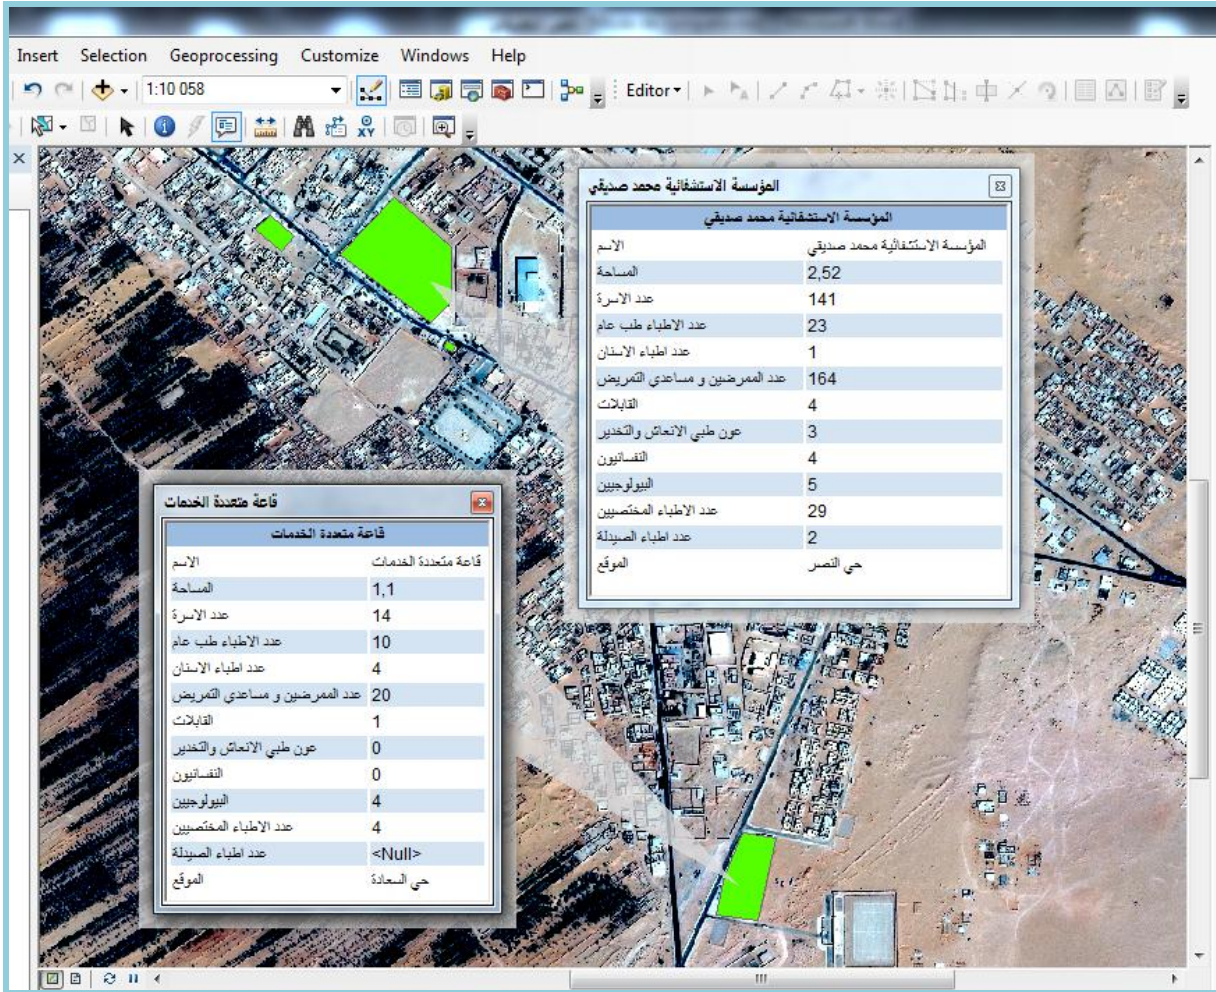 Insert Selection Geoprocessing Customize Windows Help
1:10 058
Editor
XY
المؤسسة الاستشفائية محمد صديقي
المؤسسة الاستشفائية محمد صديقي
الاسم المؤسسة الاستشفائية محمد صديقي
المساحة 2,52
عدد الاسرة 141
عدد الاطباء طب عام 23
عدد اطباء الاسنان 1
عدد الممرضين و مساعدي التمريض 164
القابلات 4
عون طبي الانعاش والتخدير 3
النفسانيون 4
البيولوجيين 5
عدد الاطباء المختصيين 29
عدد اطباء الصيدلة 2
الموقع حي النصر
قاعة متعددة الخدمات
قاعة متعددة الخدمات
الاسم قاعة متعددة الخدمات
المساحة 1,1
عدد الاسرة 14
عدد الاطباء طب عام 10
عدد اطباء الاسنان 4
عدد الممرضين و مساعدي التمريض 20
القابلات 1
عون طبي الانعاش والتخدير 0
النفسانيون 0
البيولوجيين 4
عدد الاطباء المختصيين 4
عدد اطباء الصيدلة <Null>
الموقع حي السعادة